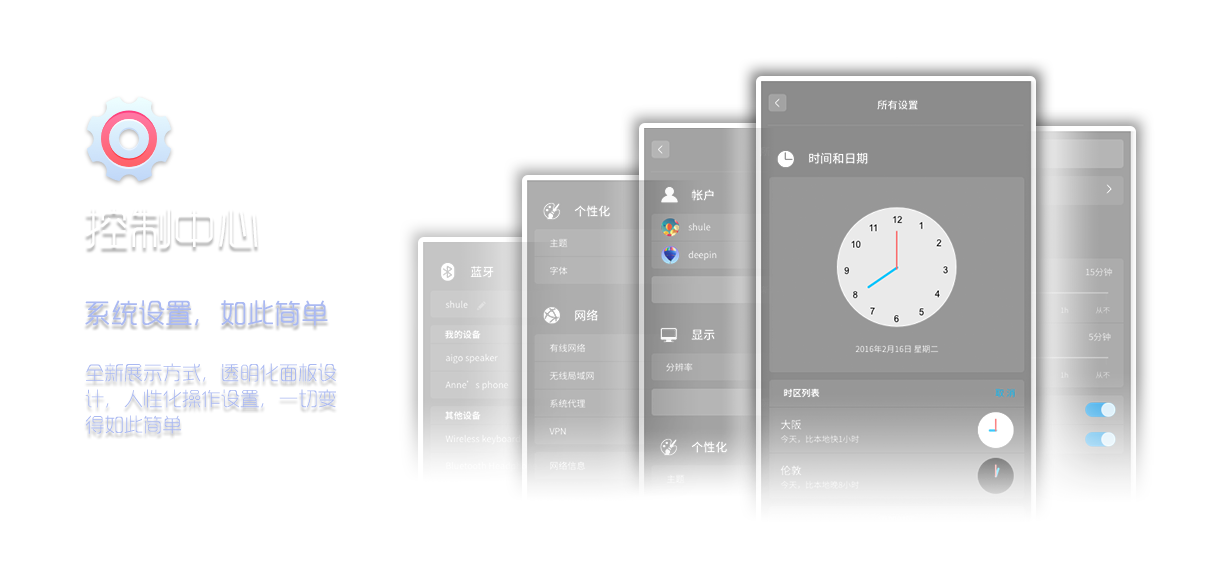 控制中心
系统设置，如此简单
全新展示方式，透明化面板设
计，人性化操作设置，一切变
得如此简单
蓝牙
shule
我的设备
aigo speaker
Anne's phone
其他设备
Wireless keyboard
个性化
主题
字体
网络
有线网络
无线局域网
系统代理
VPN
网络信息
帐户
shule
deepin
显示
分辨率
个性化
主题
所有设置
时间和日期
12
1
2
3
4
5
6
7
8
9
10
11
2016年2月16日 星期二
时区列表
大阪
今天，比本地快1小时
伦敦
今天，比本地晚8小时
15分钟
1h 从不
5分钟
1h 从不